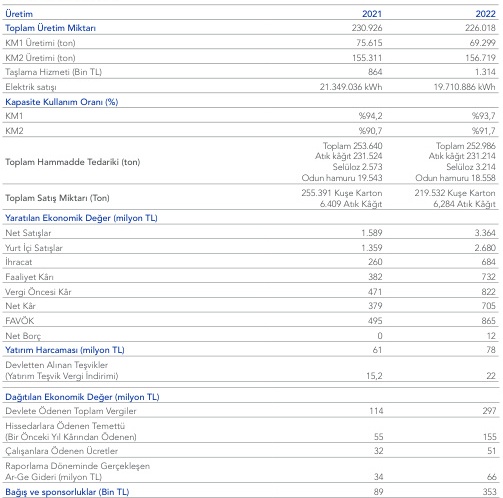 Üretim 2021 2022
Toplam Üretim Miktarı 230.926 226.018
KM1 Üretimi (ton) 75.615 69.299
KM2 Üretimi (ton) 155.311 156.719
Taşlama Hizmeti (Bin TL) 864 1.314
Elektrik satışı 21.349.036 kWh 19.710.886 kWh
Kapasite Kullanım Oranı (%)
KM1 %94,2 %93,7
KM2 %90,7 %91,7
Toplam Hammadde Tedariki (ton) Toplam 253.640 Toplam 252.986
Atık kâğıt 231.524 Atık kâğıt 231.214
Selüloz 2.573 Selüloz 3.214
Odun hamuru 19.543 Odun hamuru 18.558
Toplam Satış Miktarı (Ton) 255.391 Kuşe Karton 219.532 Kuşe Karton
6.409 Atık Kâğıt 6,284 Atık Kâğıt
Yaratılan Ekonomik Değer (milyon TL)
Net Satışlar 1.589 3.364
Yurt İçi Satışlar 1.359 2.680
İhracat 260 684
Faaliyet Kârı 382 732
Vergi Öncesi Kâr 471 822
Net Kâr 379 705
FAVÖK 495 865
Net Borç 0 12
Yatırım Harcaması (milyon TL) 61 78
Devletten Alınan Teşvikler
(Yatırım Teşvik Vergi İndirimi) 15,2 22
Dağıtılan Ekonomik Değer (milyon TL)
Devlete Ödenen Toplam Vergiler 114 297
Hissedarlara Ödenen Temettü
(Bir Önceki Yıl Kârından Ödenen) 55 155
Çalışanlara Ödenen Ücretler 32 51
Raporlama Döneminde Gerçekleşen
Ar-Ge Gideri (milyon TL) 34 66
Bağış ve sponsorluklar (Bin TL) 89 353